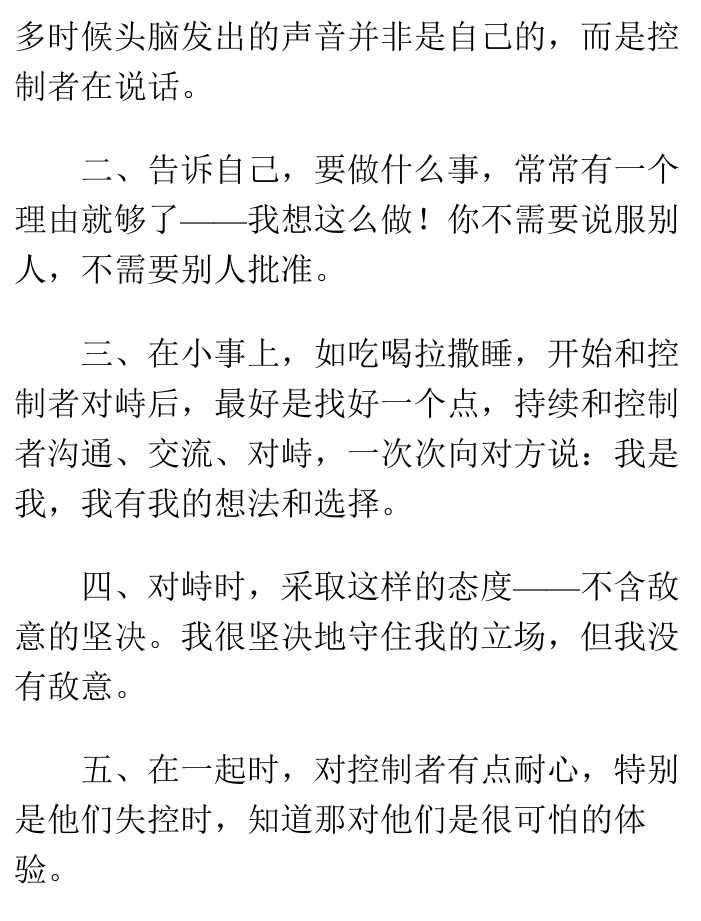 多时候头脑发出的声音并非是自己的，而是控
制者在说话。
二、告诉自己，要做什么事，常常有一个
理由就够了——我想这么做！你不需要说服别
人，不需要别人批准。
三、在小事上，如吃喝拉撒睡，开始和控
制者对峙后，最好是找好一个点，持续和控制
者沟通、交流、对峙，一次次向对方说：我是
我，我有我的想法和选择。
四、对峙时，采取这样的态度——不含敌
意的坚决。我很坚决地守住我的立场，但我没
有敌意。
五、在一起时，对控制者有点耐心，特别
是他们失控时，知道那对他们是很可怕的体
验。